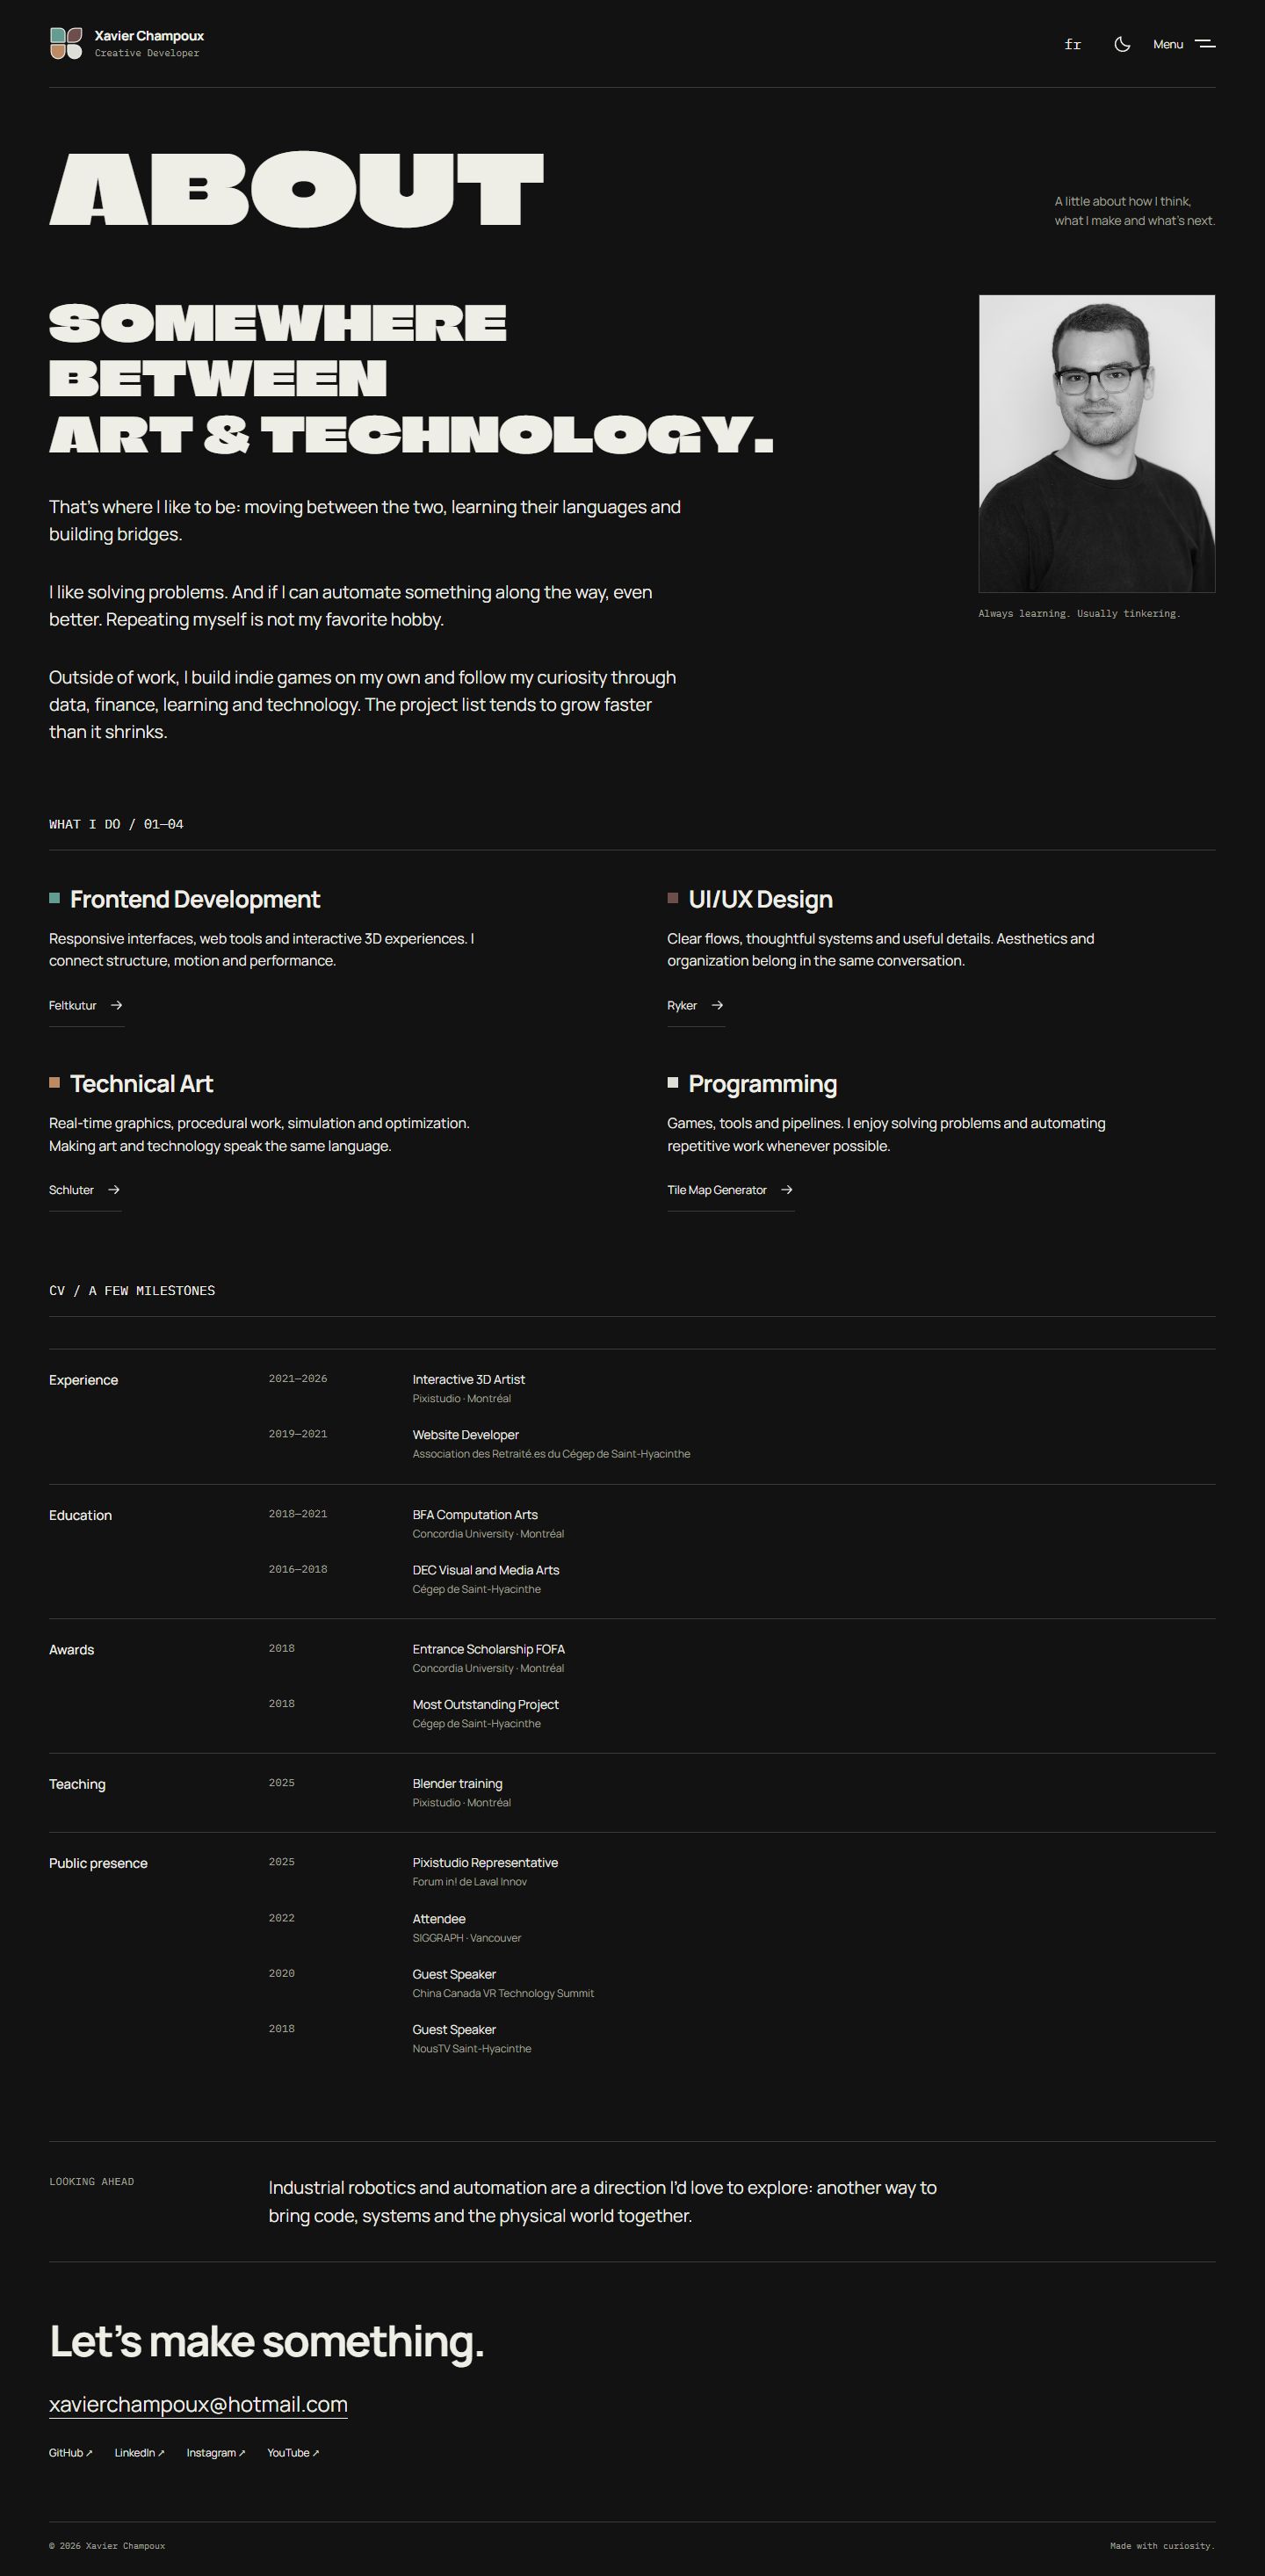 Xavier Champoux
Creative Developer
fr
Menu
ABOUT
A little about how I think,
what I make and what's next.
SOMEWHERE
BETWEEN
ART & TECHNOLOGY.
That's where I like to be: moving between the two, learning their languages and
building bridges.
I like solving problems. And if I can automate something along the way, even
better. Repeating myself is not my favorite hobby.
Outside of work, I build indie games on my own and follow my curiosity through
data, finance, learning and technology. The project list tends to grow faster
than it shrinks.
Always learning. Usually tinkering.
WHAT I DO / 01—04
Frontend Development
Responsive interfaces, web tools and interactive 3D experiences. I
connect structure, motion and performance.
Feltkutur →
UI/UX Design
Clear flows, thoughtful systems and useful details. Aesthetics and
organization belong in the same conversation.
Ryker →
Technical Art
Real-time graphics, procedural work, simulation and optimization.
Making art and technology speak the same language.
Schluter →
Programming
Games, tools and pipelines. I enjoy solving problems and automating
repetitive work whenever possible.
Tile Map Generator →
CV / A FEW MILESTONES
Experience
2021—2026
Interactive 3D Artist
Pixistudio · Montréal
2019—2021
Website Developer
Association des Retraité.es du Cégep de Saint-Hyacinthe
Education
2018—2021
BFA Computation Arts
Concordia University · Montréal
2016—2018
DEC Visual and Media Arts
Cégep de Saint-Hyacinthe
Awards
2018
Entrance Scholarship FOFA
Concordia University · Montréal
2018
Most Outstanding Project
Cégep de Saint-Hyacinthe
Teaching
2025
Blender training
Pixistudio · Montréal
Public presence
2025
Pixistudio Representative
Forum in! de Laval Innov
2022
Attendee
SIGGRAPH · Vancouver
2020
Guest Speaker
China Canada VR Technology Summit
2018
Guest Speaker
NousTV Saint-Hyacinthe
LOOKING AHEAD
Industrial robotics and automation are a direction I'd love to explore: another way to
bring code, systems and the physical world together.
Let's make something.
xavierchampoux@hotmail.com
GitHub ↗ LinkedIn ↗ Instagram ↗ YouTube ↗
© 2026 Xavier Champoux
Made with curiosity.